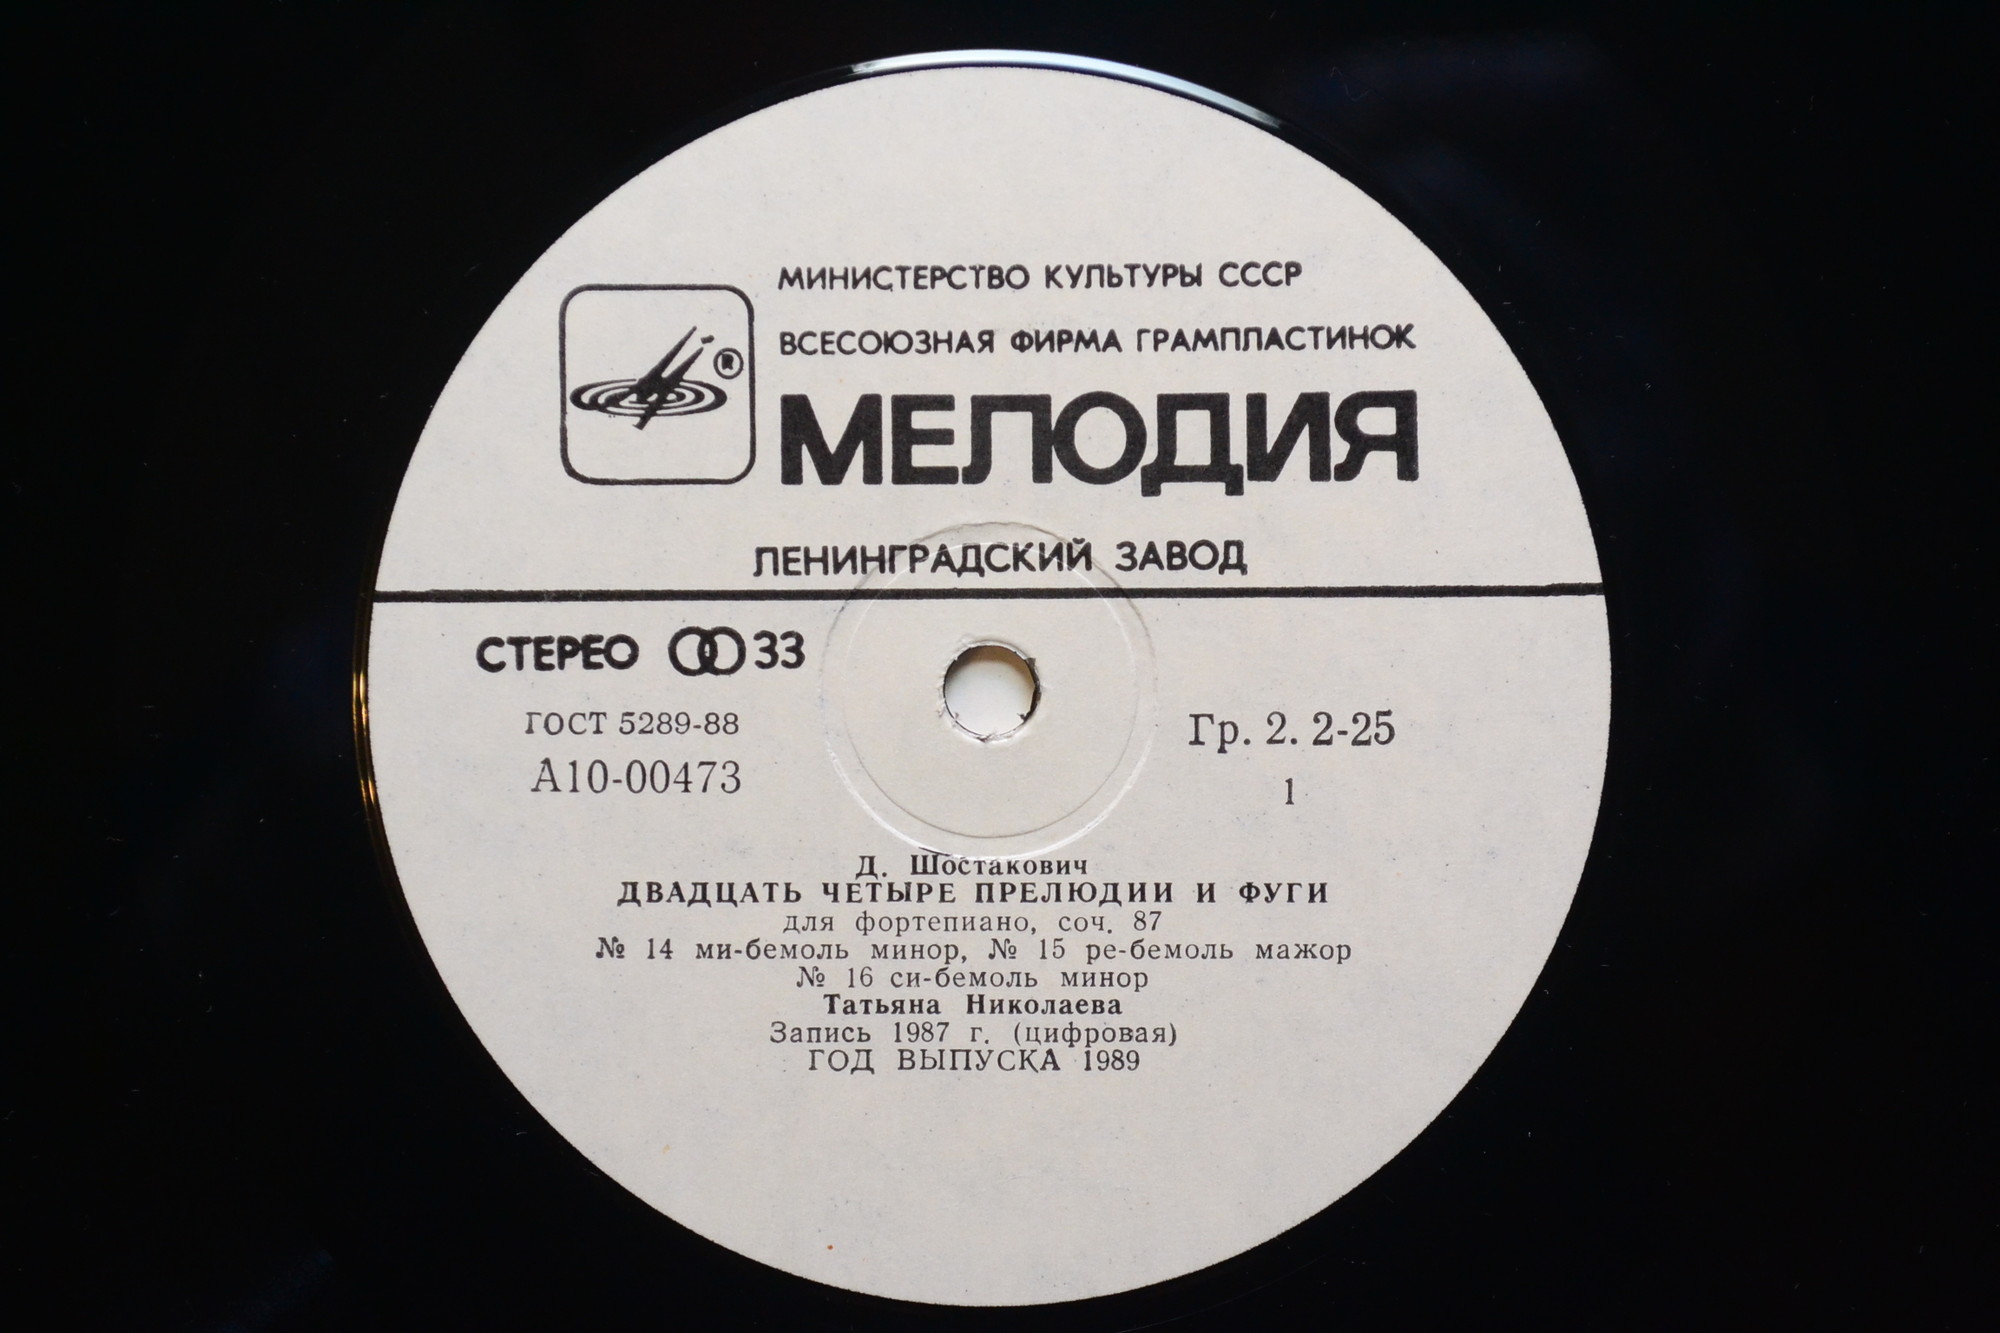 МИНИСТЕРСТВО КУЛЬТУРЫ СССР
ВСЕСОЮЗНАЯ ФИРМА ГРАМПЛАСТИНОК
®
МЕЛОДИЯ
ЛЕНИНГРАДСКИЙ ЗАВОД
СТЕРЕО 33
ГОСТ 5289-88
А10-00473
Гр. 2. 2-25
1
Д. Шостакович
ДВАДЦАТЬ ЧЕТЫРЕ ПРЕЛЮДИИ И ФУГИ
для фортепиано, соч. 87
№ 14 ми-бемоль минор, № 15 ре-бемоль мажор
№ 16 си-бемоль минор
Татьяна Николаева
Запись 1987 г. (цифровая)
ГОД ВЫПУСКА 1989